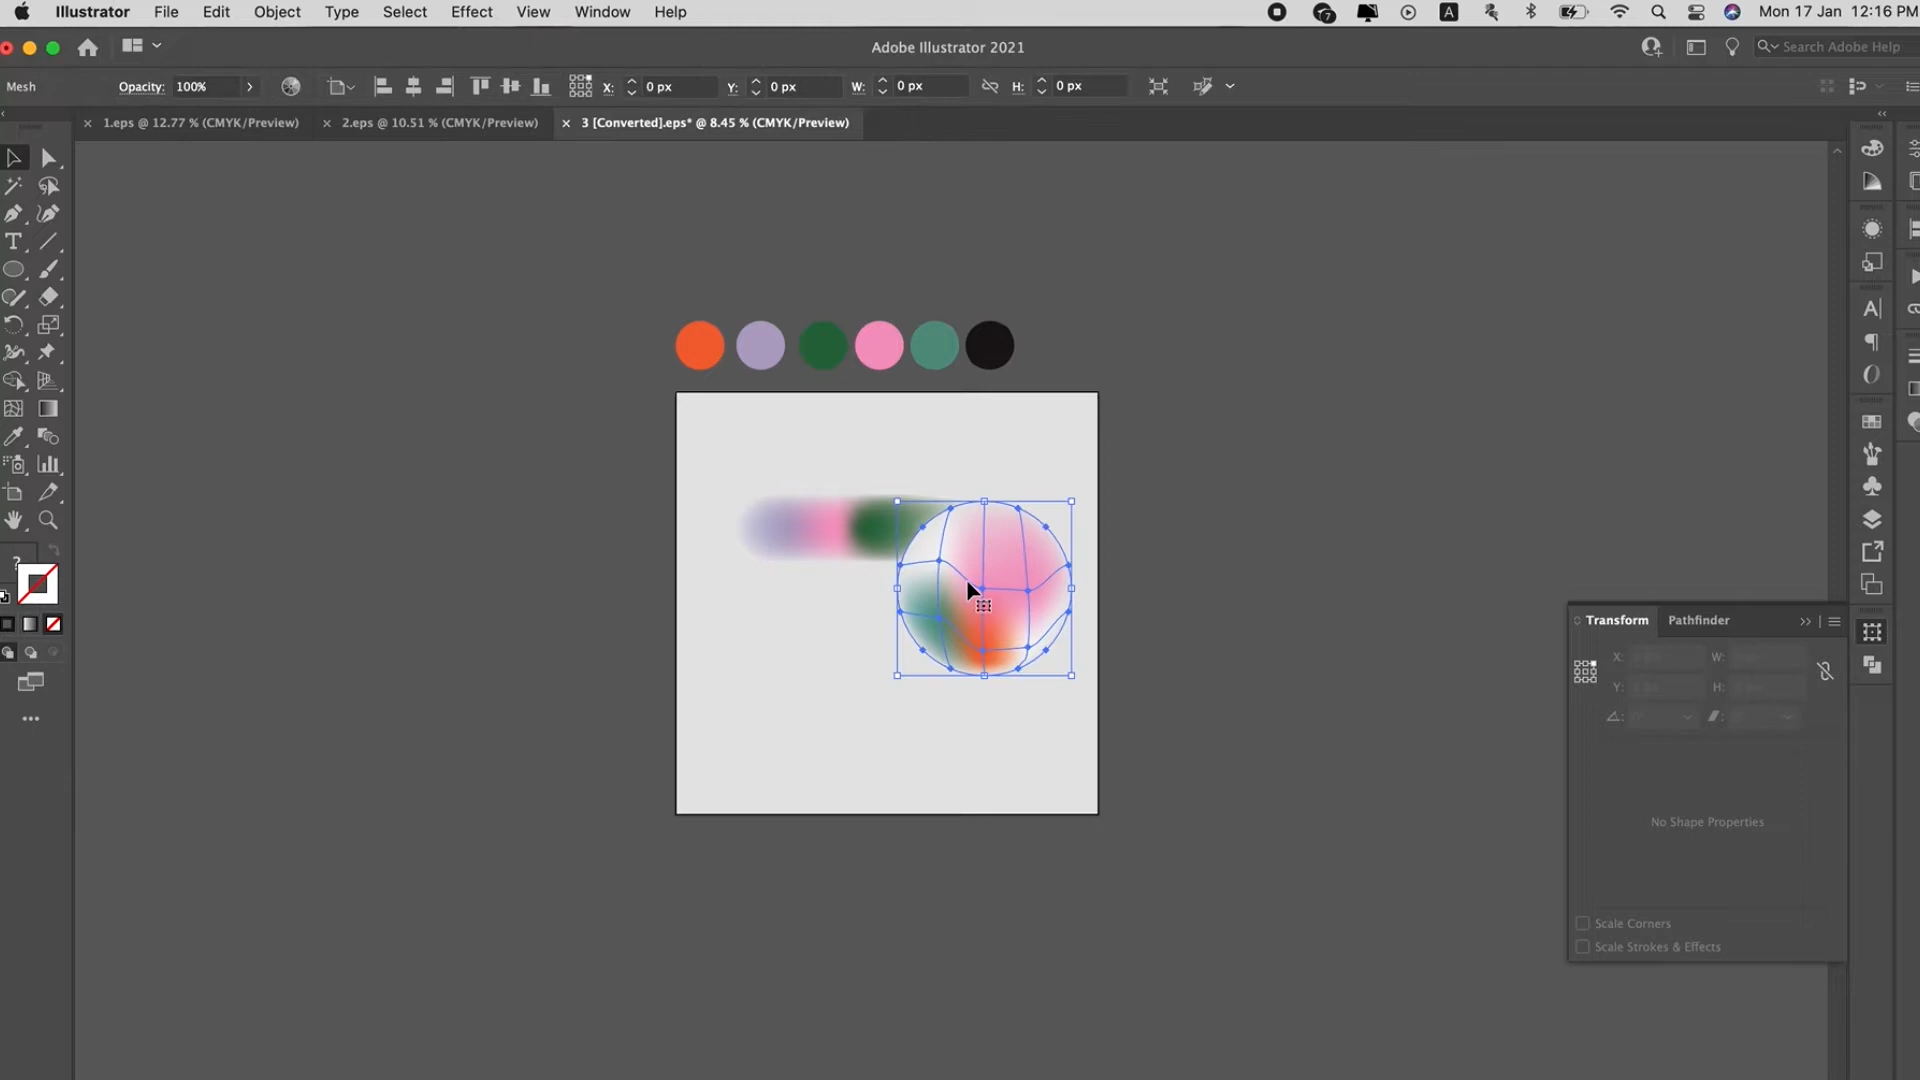 Illustrator File Edit Object Type Select Effect View Window Help 7 A Mon 17 Jan 12:16 PM
Adobe Illustrator 2021 Search Adobe Help
Mesh Opacity: 100% X: 0 px Y: 0 px W: 0 px H: 0 px
1.eps @ 12.77 % (CMYK/Preview) 2.eps @ 10.51 % (CMYK/Preview) 3 [Converted].eps* @ 8.45 % (CMYK/Preview)
?
Transform Pathfinder
X: W:
Y: H:
No Shape Properties
Scale Corners
Scale Strokes & Effects